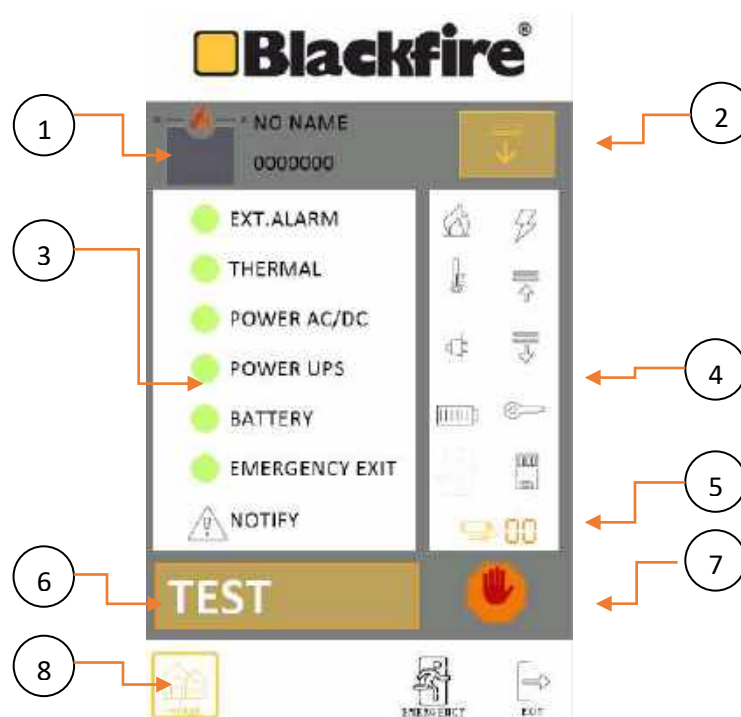 Blackfire®
1
NO NAME
0000000
2
3
EXT.ALARM
THERMAL
POWER AC/DC
POWER UPS
BATTERY
EMERGENCY EXIT
NOTIFY
4
5
00
6
TEST
7
8
EMERGENCY
EXIT